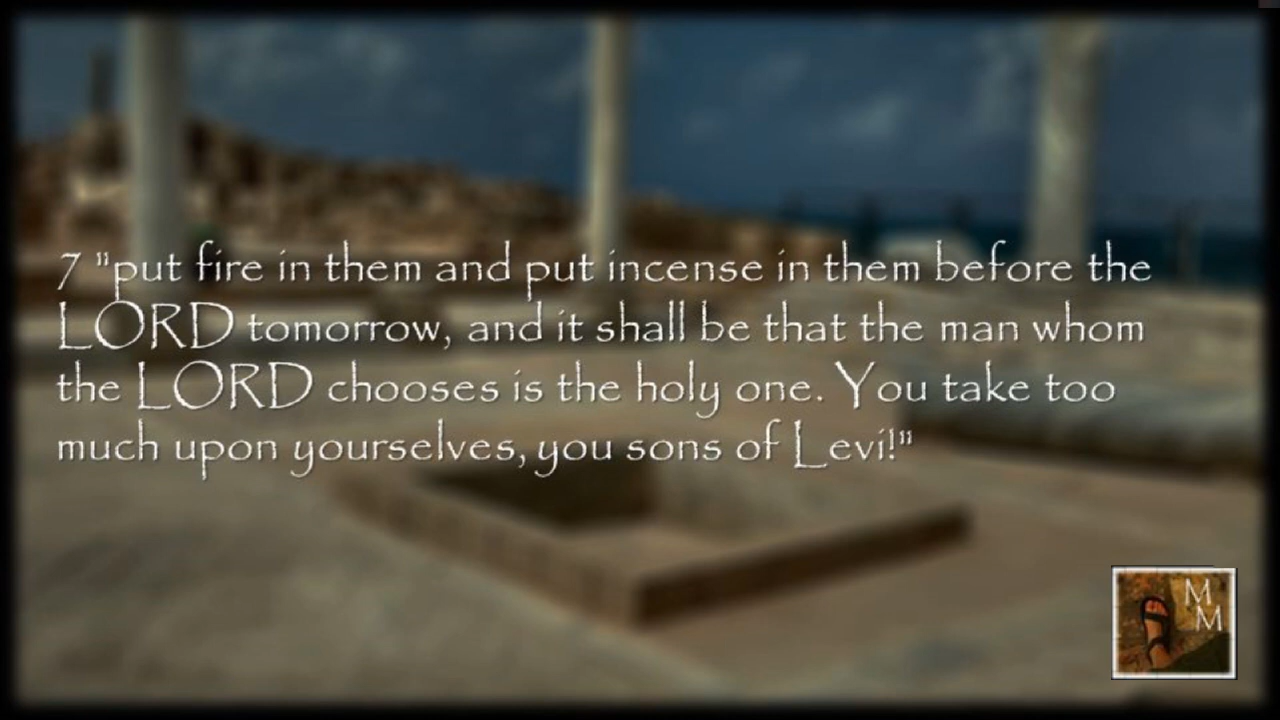 7 "put fire in them and put incense in them before the
LORD tomorrow, and it shall be that the man whom
the LORD chooses is the holy one. You take too
much upon yourselves, you sons of Levi!"
M
M